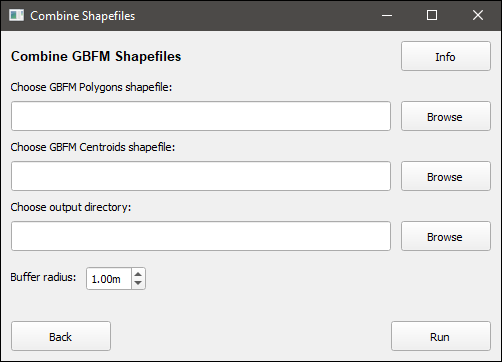 Combine Shapefiles
Combine GBFM Shapefiles
Info
Choose GBFM Polygons shapefile:
Browse
Choose GBFM Centroids shapefile:
Browse
Choose output directory:
Browse
Buffer radius: 1.00m
Back
Run